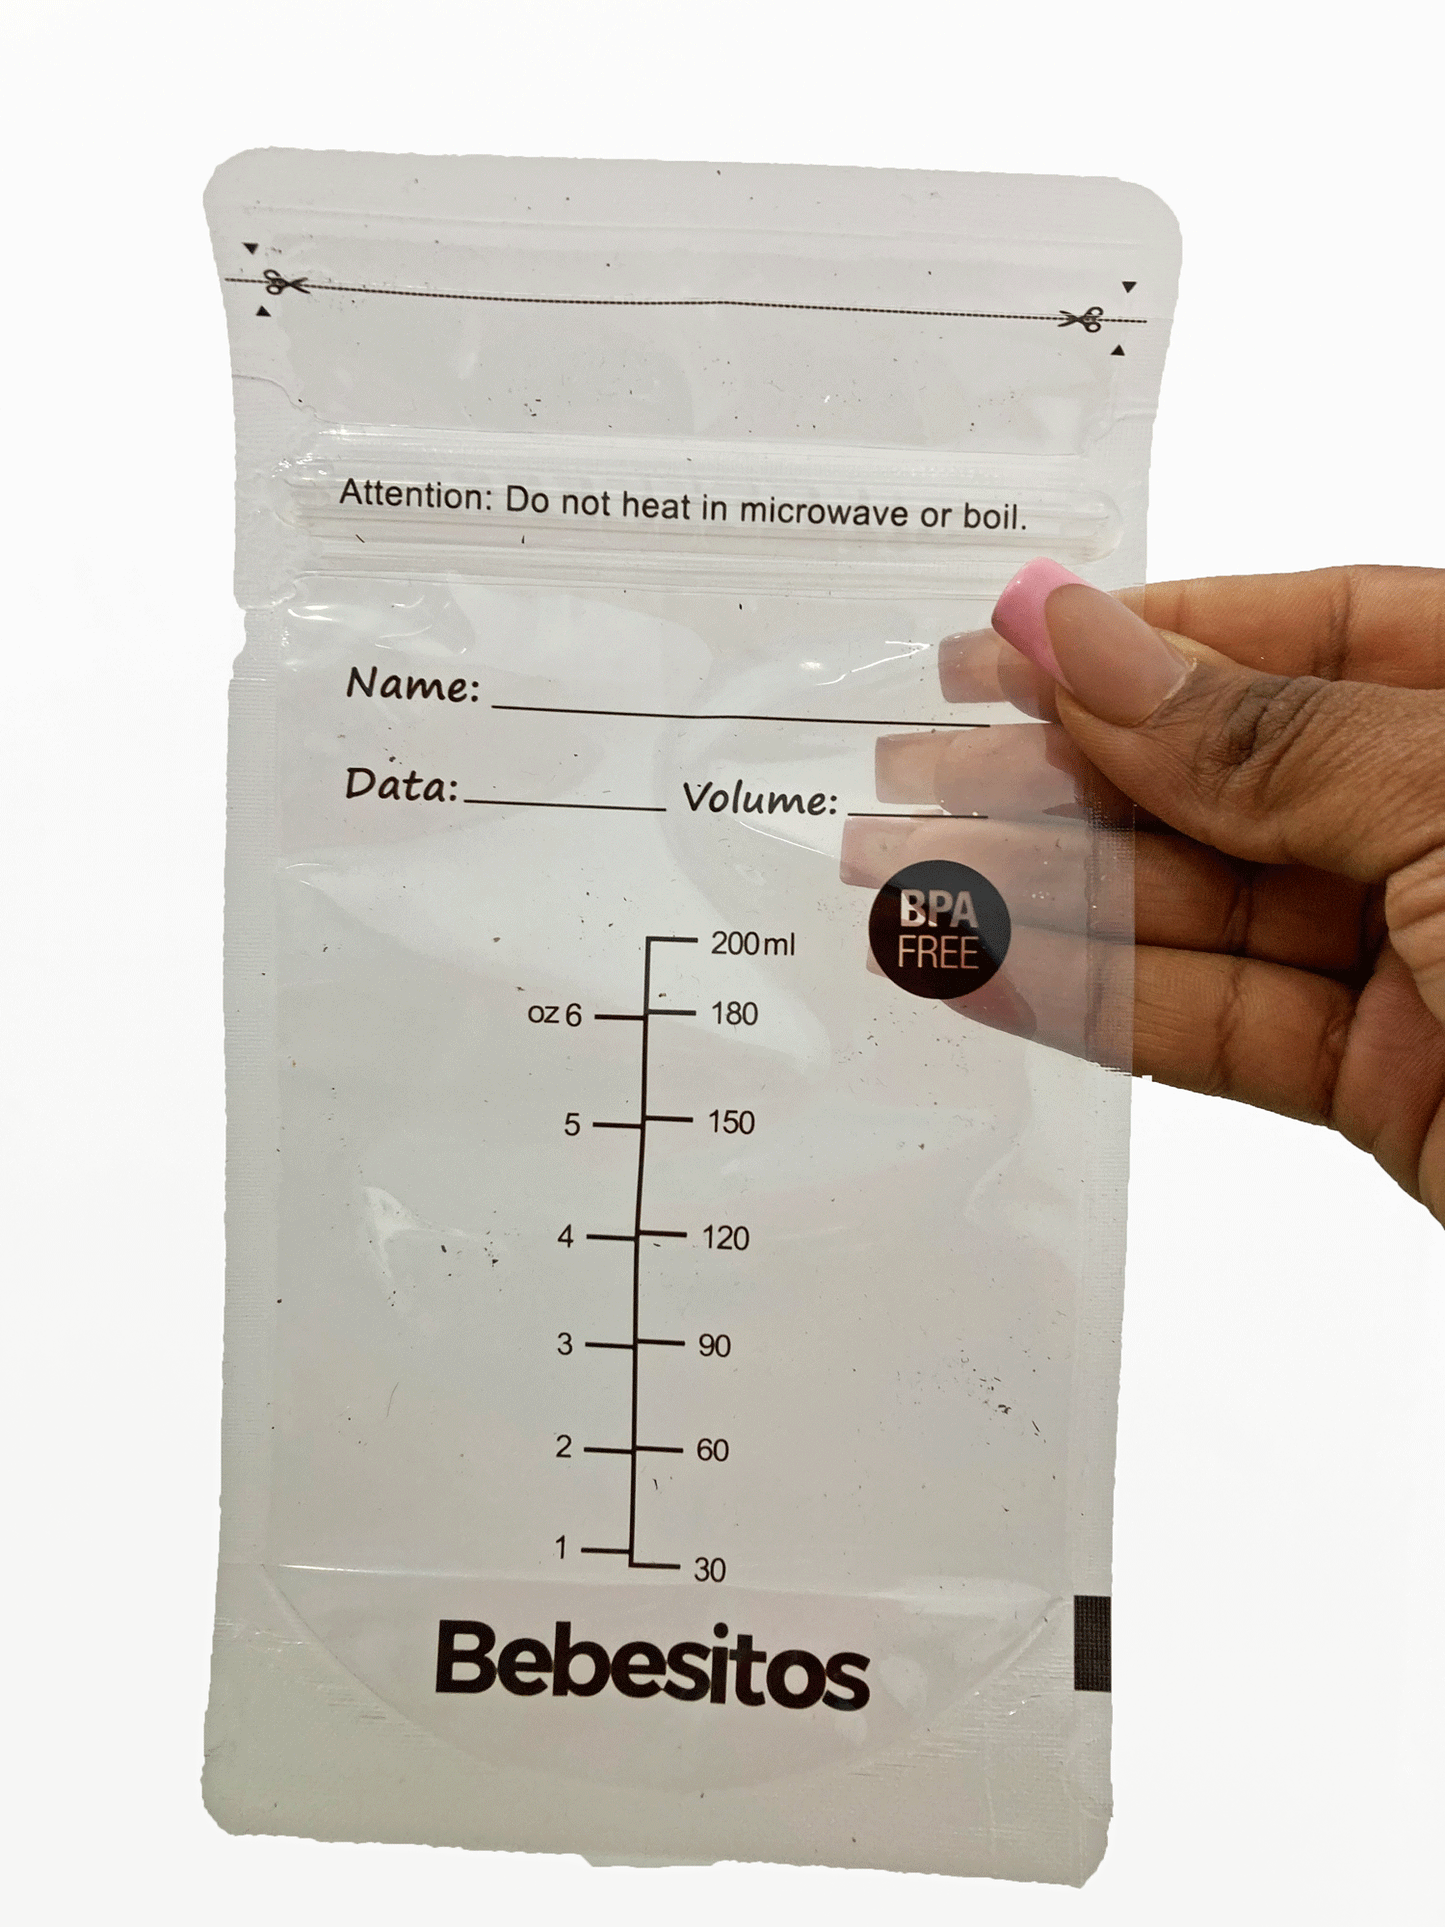 Attention: Do not heat in microwave or boil.
Name:
Data: Volume:
BPA
FREE
200ml
oz 6 180
5 150
4 120
3 90
2 60
1 30
Bebesitos